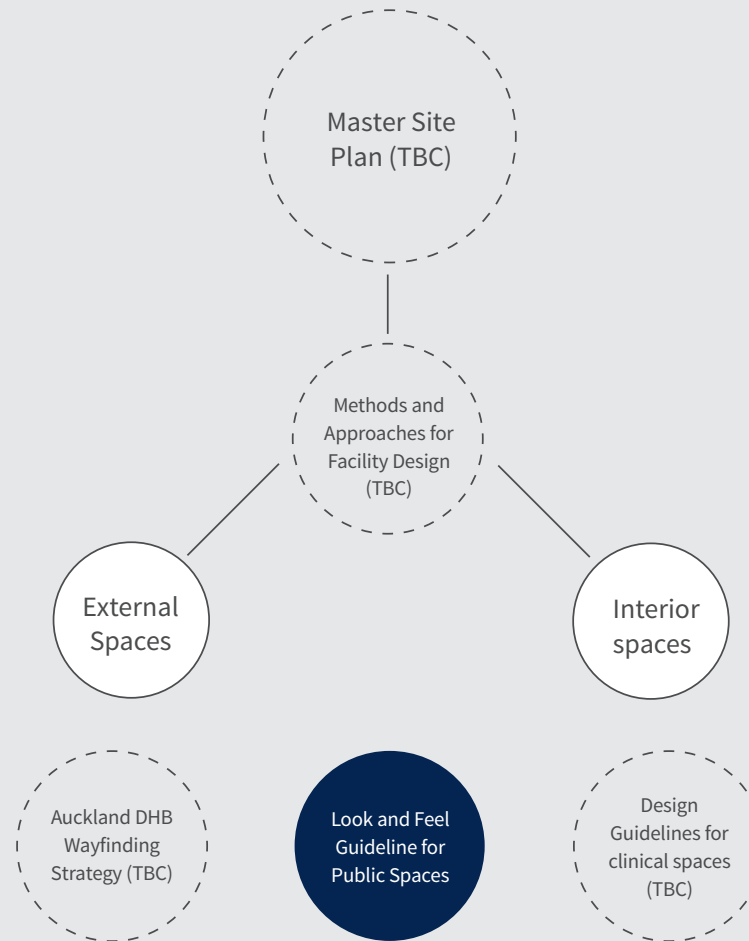 Master Site
Plan (TBC)
Methods and
Approaches for
Facility Design
(TBC)
External
Spaces
Interior
spaces
Auckland DHB
Wayfinding
Strategy (TBC)
Look and Feel
Guideline for
Public Spaces
Design
Guidelines for
clinical spaces
(TBC)